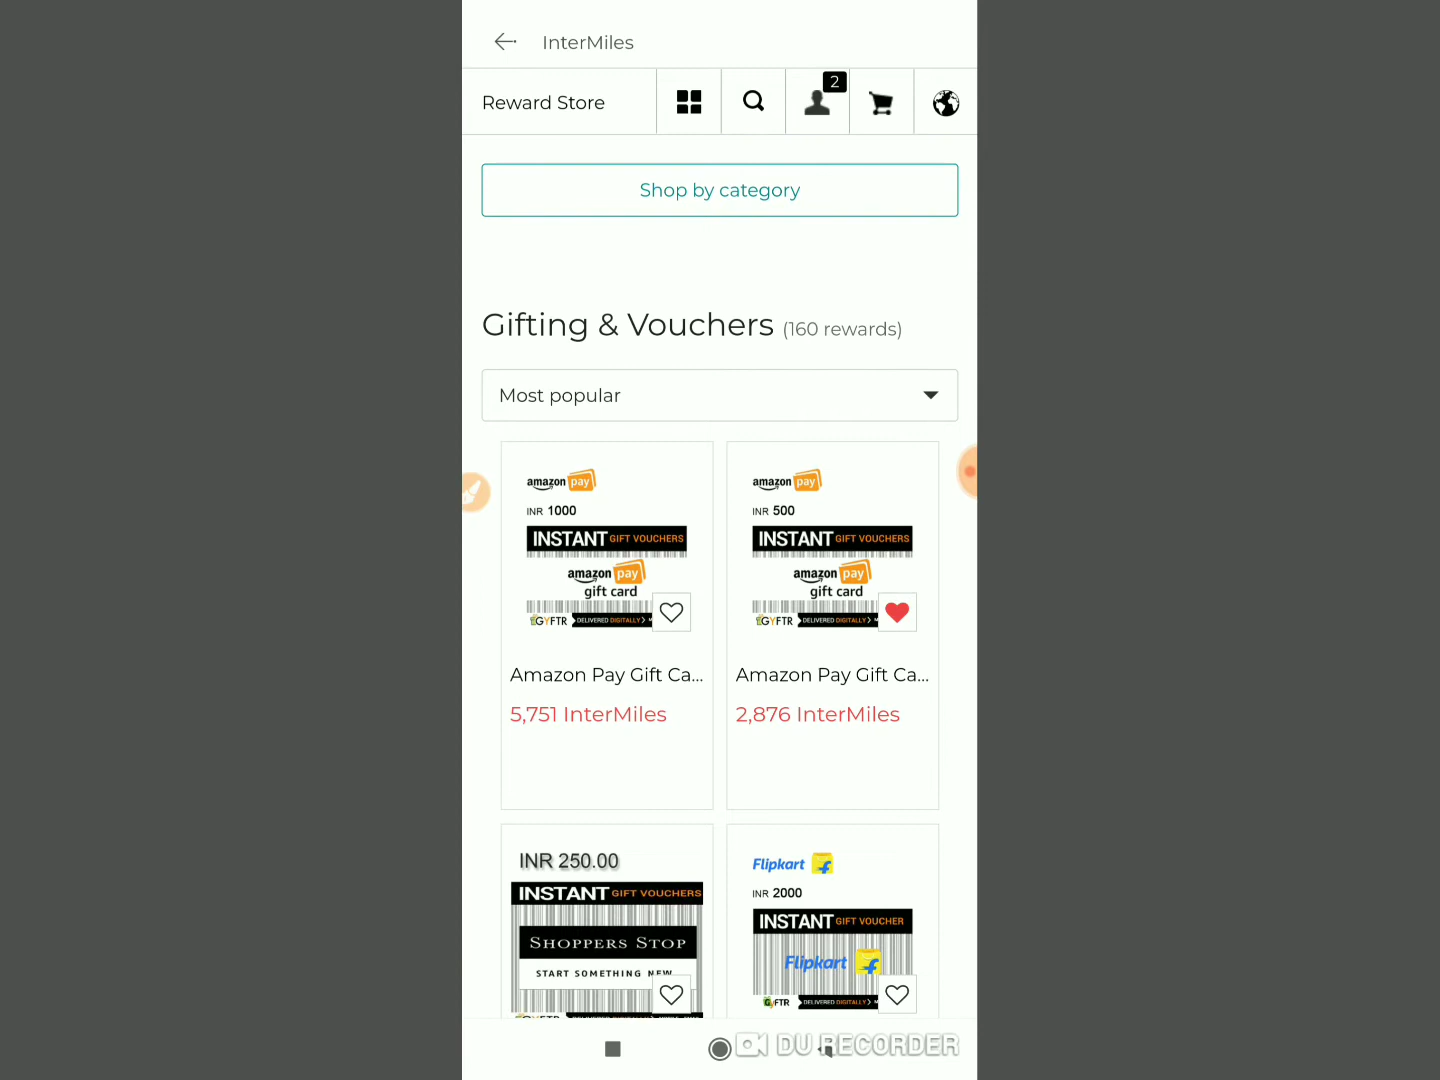 InterMiles
Reward Store
2
Shop by category
Gifting & Vouchers (160 rewards)
Most popular
amazon pay
INR 1000
INSTANT GIFT VOUCHERS
amazon pay
gift card
GYFTR DELIVERED DIGITALLY
Amazon Pay Gift Ca...
5,751 InterMiles
amazon pay
INR 500
INSTANT GIFT VOUCHERS
amazon pay
gift card
GYFTR DELIVERED DIGITALLY
Amazon Pay Gift Ca...
2,876 InterMiles
INR 250.00
INSTANT GIFT VOUCHERS
SHOPPERS STOP
START SOMETHING NEW
GYFTR
Flipkart
INR 2000
INSTANT GIFT VOUCHER
Flipkart
GYFTR DELIVERED DIGITALLY
DU RECORDER